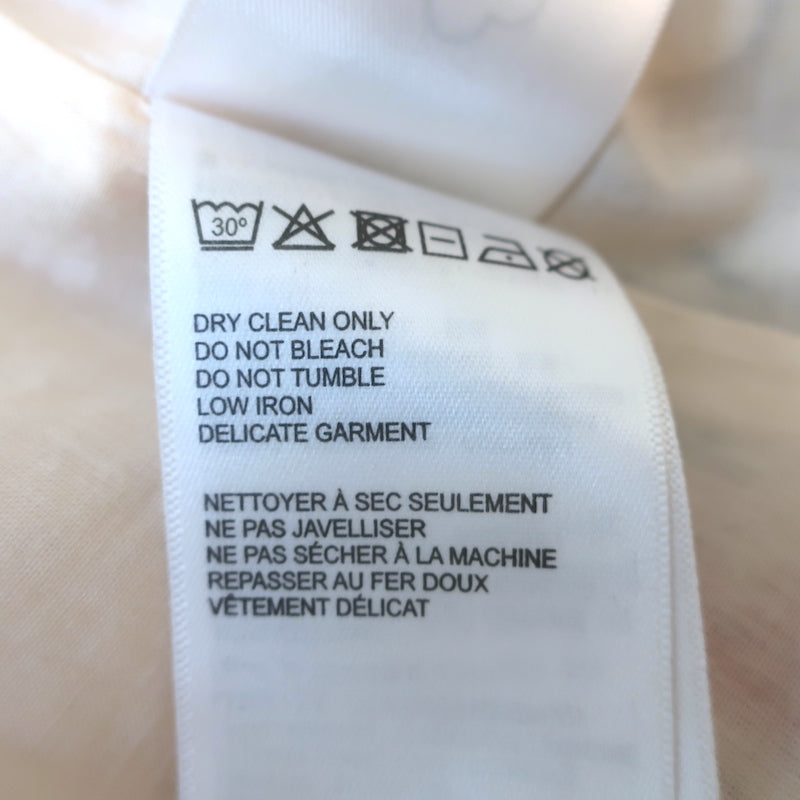 30º
DRY CLEAN ONLY
DO NOT BLEACH
DO NOT TUMBLE
LOW IRON
DELICATE GARMENT
NETTOYER À SEC SEULEMENT
NE PAS JAVELLISER
NE PAS SÉCHER À LA MACHINE
REPASSER AU FER DOUX
VÊTEMENT DÉLICAT